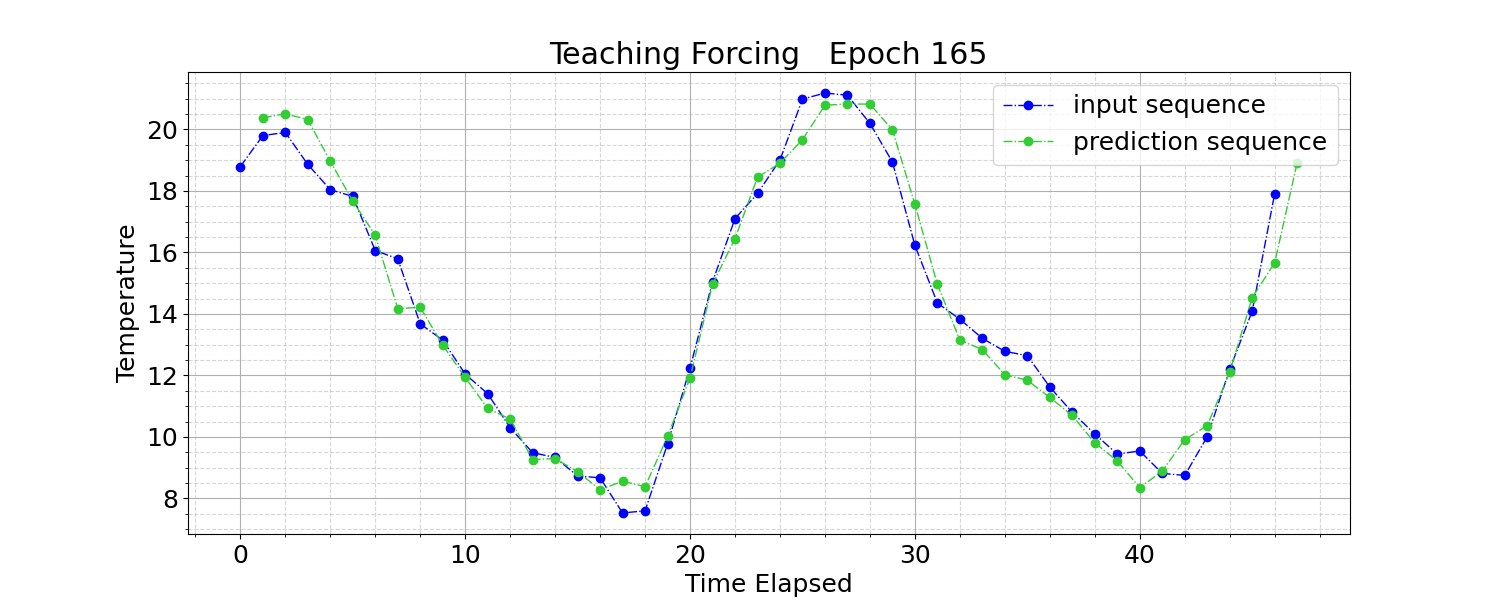 Teaching Forcing   Epoch 165
input sequence
prediction sequence
Temperature
20
18
16
14
12
10
8
0 10 20 30 40
Time Elapsed